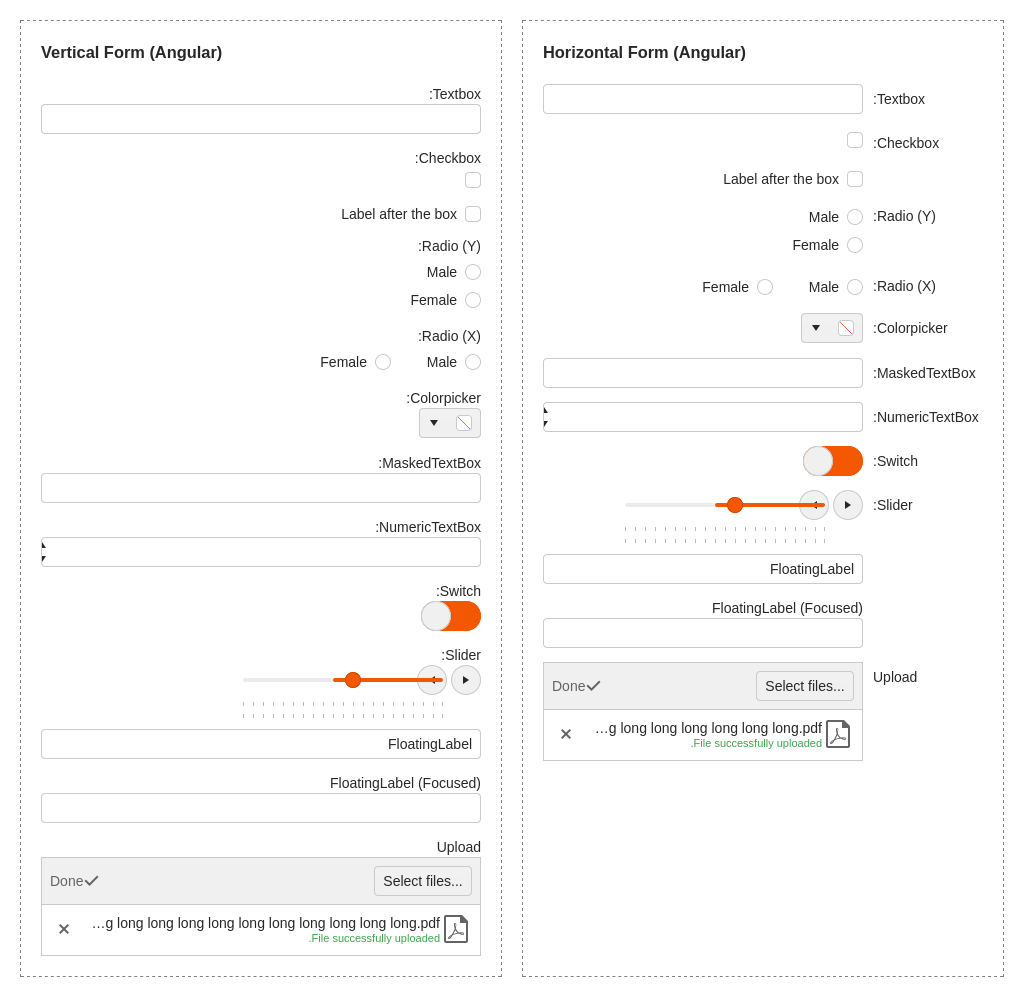 Vertical Form (Angular)
:Textbox
:Checkbox
Label after the box
:Radio (Y)
Male
Female
:Radio (X)
Female Male
:Colorpicker
:MaskedTextBox
:NumericTextBox
:Switch
:Slider
FloatingLabel
FloatingLabel (Focused)
Upload
Done Select files...
...g long long long long long long long long long long.pdf
.File successfully uploaded
Horizontal Form (Angular)
:Textbox
:Checkbox
Label after the box
Male :Radio (Y)
Female
Female Male :Radio (X)
:Colorpicker
:MaskedTextBox
:NumericTextBox
:Switch
:Slider
FloatingLabel
FloatingLabel (Focused)
Done Select files... Upload
...g long long long long long long.pdf
.File successfully uploaded